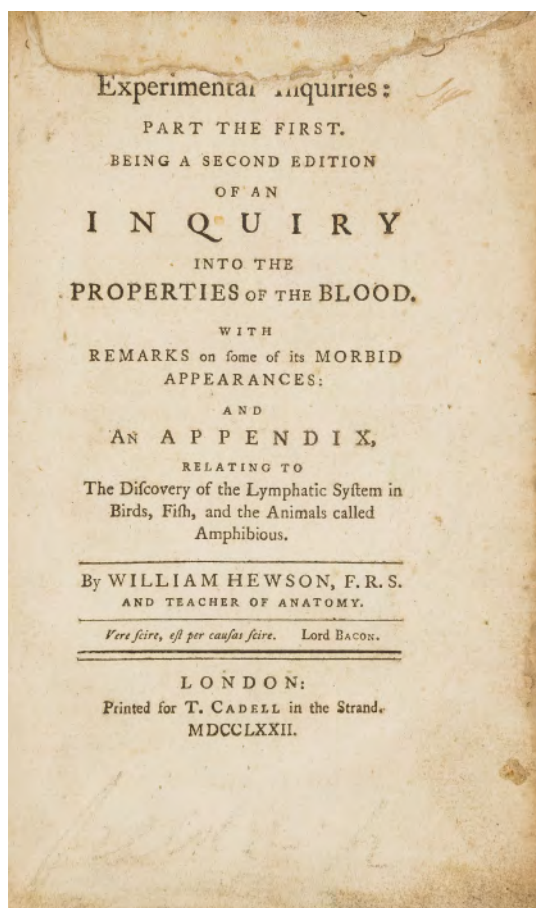 Experimental Inquiries:
PART THE FIRST.
BEING A SECOND EDITION
OF AN
INQUIRY
INTO THE
PROPERTIES OF THE BLOOD.
WITH
REMARKS on ſome of its MORBID
APPEARANCES:
AND
AN APPENDIX,
RELATING TO
The Diſcovery of the Lymphatic Syſtem in
Birds, Fiſh, and the Animals called
Amphibious.
By WILLIAM HEWSON, F.R.S.
AND TEACHER OF ANATOMY.
Vere ſcire, eſt per cauſas ſcire. Lord BACON.
LONDON:
Printed for T. CADELL in the Strand.
MDCCLXXII.